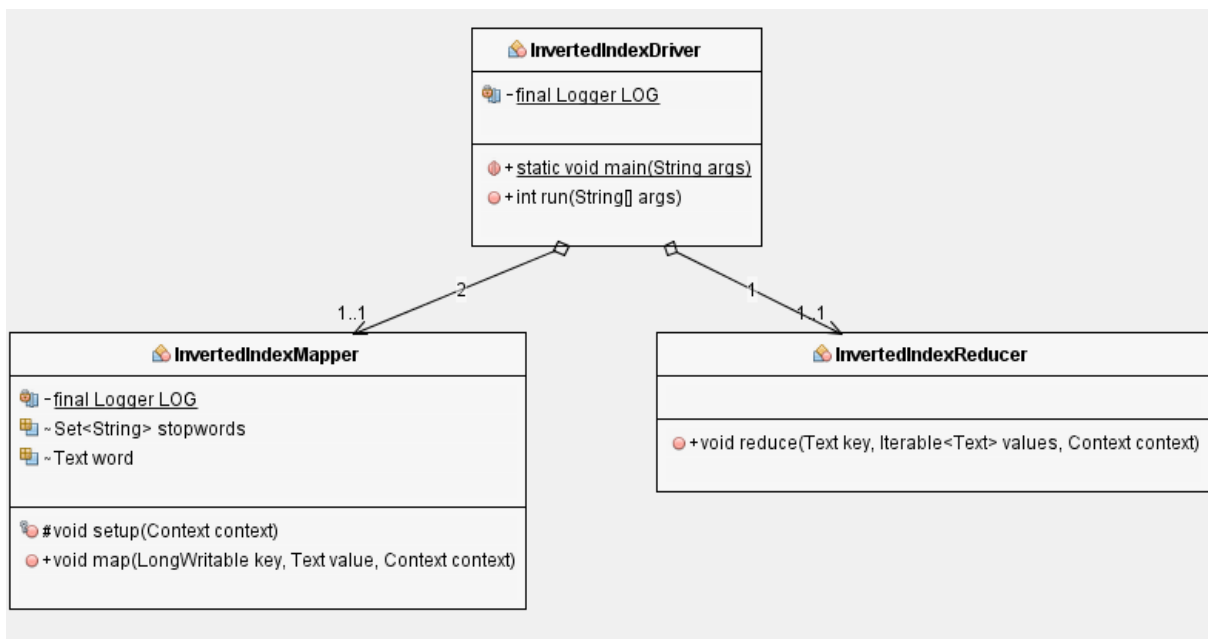 InvertedIndexDriver
-final Logger LOG
+static void main(String args)
+int run(String[] args)
2
1
1..1
1..1
InvertedIndexMapper
-final Logger LOG
~Set<String> stopwords
~Text word
#void setup(Context context)
+void map(LongWritable key, Text value, Context context)
InvertedIndexReducer
+void reduce(Text key, Iterable<Text> values, Context context)